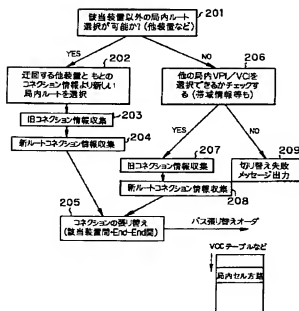 201
該当装置以外の局内ルート
選択が可能か?(他装置など)
YES
NO
202
迂回する他装置ともとの
コネクション情報より新しい
局内ルートを選択
206
他の局内VPI/VCIを
選択できるかチェックする
(帯域情報等も)
203
旧コネクション情報収集
204
新ルートコネクション情報収集
YES
NO
207
旧コネクション情報収集
209
切り替え失敗
メッセージ出力
新ルートコネクション情報収集
208
205
コネクションの張り替え
(該当装置間・End-End間)
パス張り替えオーダ
VCCテーブルなど
局内セル方路